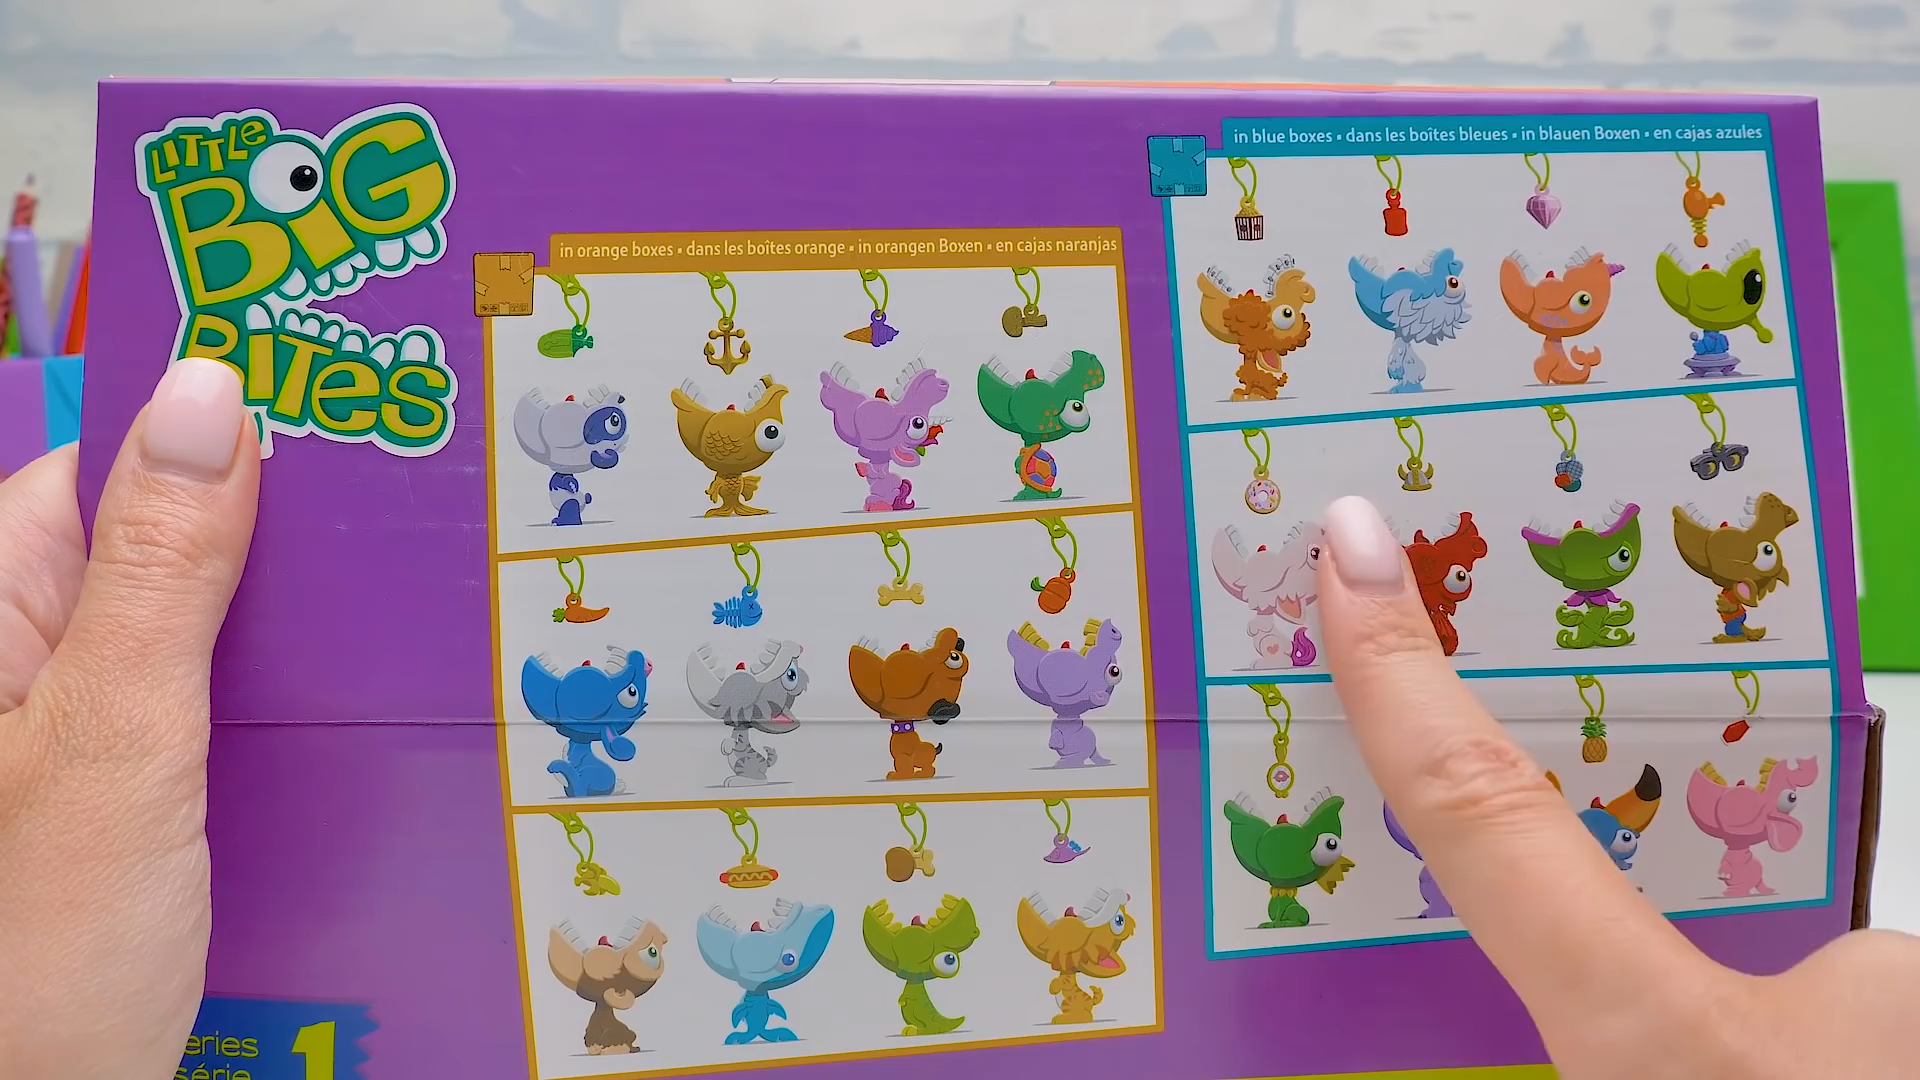 LITTLE
BIG
BITES
in orange boxes • dans les boîtes orange • in orangen Boxen • en cajas naranjas
in blue boxes • dans les boîtes bleues • in blauen Boxen • en cajas azules
eries
série
1